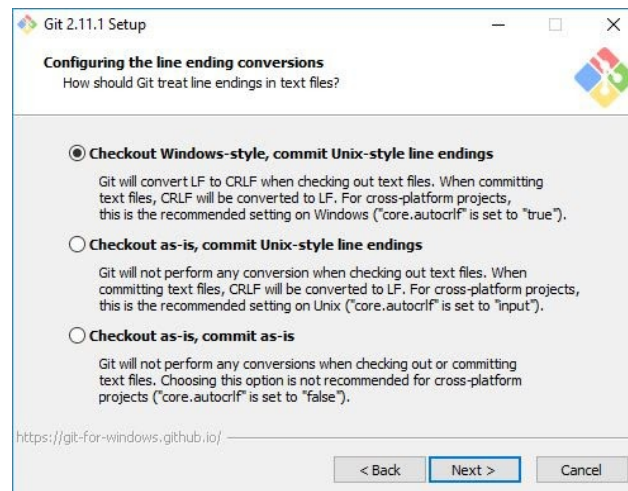 Git 2.11.1 Setup
Configuring the line ending conversions
How should Git treat line endings in text files?
Checkout Windows-style, commit Unix-style line endings
Git will convert LF to CRLF when checking out text files. When committing
text files, CRLF will be converted to LF. For cross-platform projects,
this is the recommended setting on Windows ("core.autocrlf" is set to "true").
Checkout as-is, commit Unix-style line endings
Git will not perform any conversion when checking out text files. When
committing text files, CRLF will be converted to LF. For cross-platform projects,
this is the recommended setting on Unix ("core.autocrlf" is set to "input").
Checkout as-is, commit as-is
Git will not perform any conversions when checking out or committing
text files. Choosing this option is not recommended for cross-platform
projects ("core.autocrlf" is set to "false").
https://git-for-windows.github.io/
< Back Next > Cancel